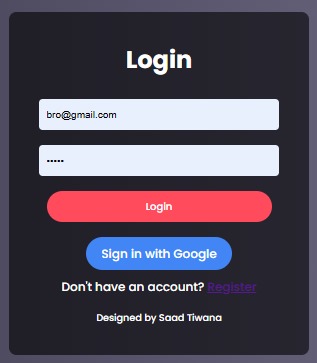 Login
bro@gmail.com
•••••
Login
Sign in with Google
Don't have an account? Register
Designed by Saad Tiwana